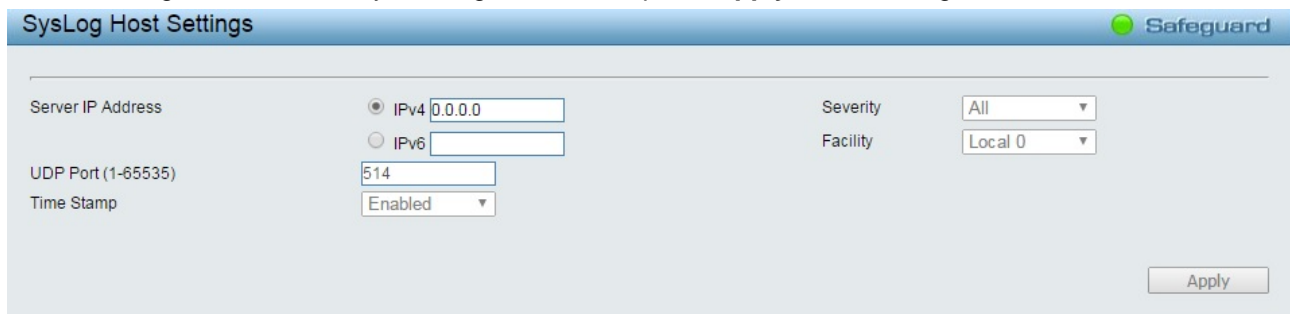 SysLog Host Settings
Safeguard
Server IP Address IPv4 0.0.0.0 Severity All
IPv6 Facility Local 0
UDP Port (1-65535) 514
Time Stamp Enabled
Apply